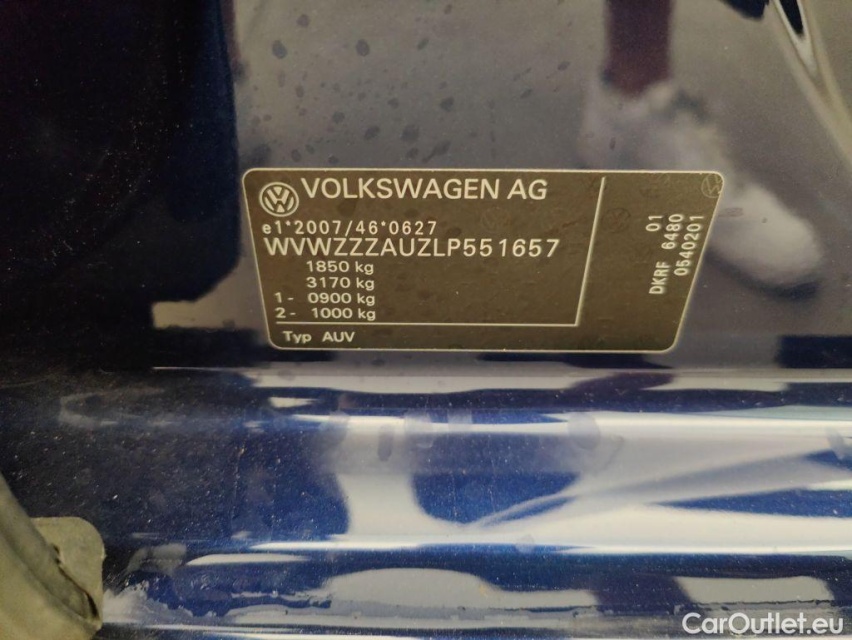 VOLKSWAGEN AG
e1*2007/46*0627
WVWZZZAUZLP551657
1850 kg
3170 kg
1- 0900 kg
2- 1000 kg
Typ AUV
01
DKRF 6480
0540201
CarOutlet.eu